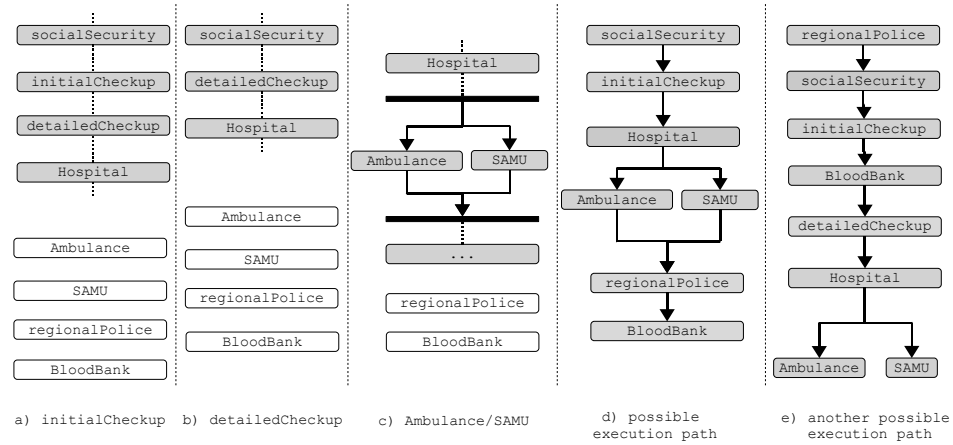 socialSecurity
initialCheckup
detailedCheckup
Hospital
Ambulance
SAMU
regionalPolice
BloodBank
a) initialCheckup
socialSecurity
detailedCheckup
Hospital
Ambulance
SAMU
regionalPolice
BloodBank
b) detailedCheckup
Hospital
Ambulance
SAMU
...
regionalPolice
BloodBank
c) Ambulance/SAMU
socialSecurity
initialCheckup
Hospital
Ambulance
SAMU
regionalPolice
BloodBank
d) possible
execution path
regionalPolice
socialSecurity
initialCheckup
BloodBank
detailedCheckup
Hospital
Ambulance
SAMU
e) another possible
execution path